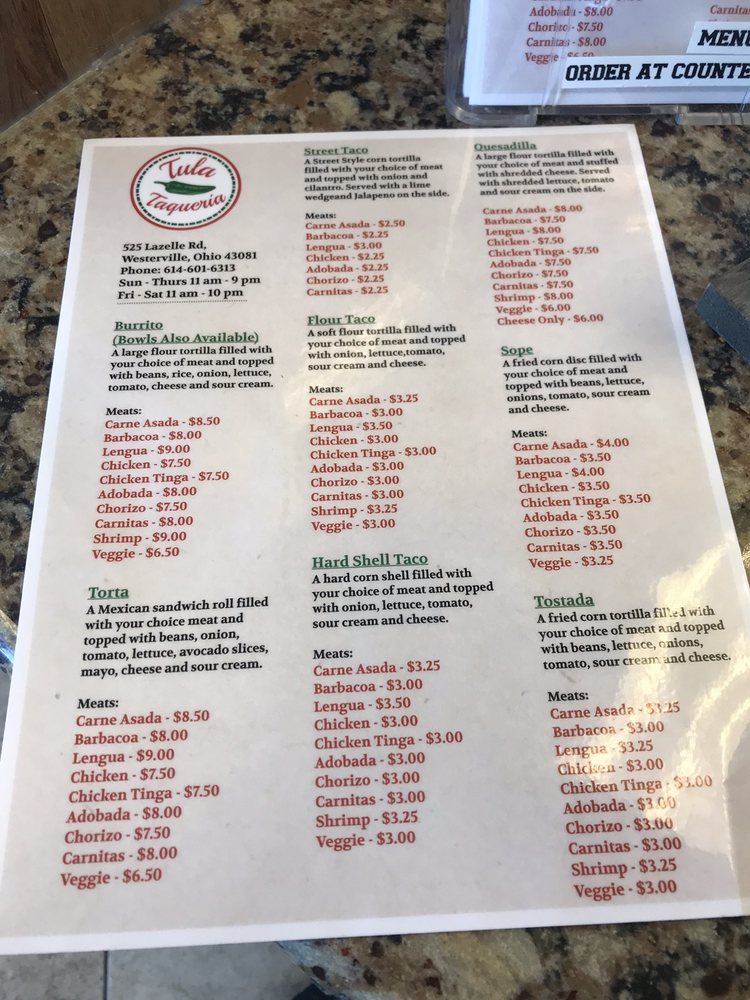 Adobada - $8.00
Chorizo - $7.50
Carnitas - $8.00
Veggie
Carnitas
MENU
ORDER AT COUNTE
Tula
Taqueria
525 Lazelle Rd,
Westerville, Ohio 43081
Phone: 614-601-6313
Sun - Thurs 11 am - 9 pm
Fri - Sat 11 am - 10 pm
Burrito
(Bowls Also Available)
A large flour tortilla filled with
your choice of meat and topped
with beans, rice, onion, lettuce,
tomato, cheese and sour cream.
Meats:
Carne Asada - $8.50
Barbacoa - $8.00
Lengua - $9.00
Chicken - $7.50
Chicken Tinga - $7.50
Adobada - $8.00
Chorizo - $7.50
Carnitas - $8.00
Shrimp - $9.00
Veggie - $6.50
Torta
A Mexican sandwich roll filled
with your choice meat and
topped with beans, onion,
tomato, lettuce, avocado slices,
mayo, cheese and sour cream.
Meats:
Carne Asada - $8.50
Barbacoa - $8.00
Lengua - $9.00
Chicken - $7.50
Chicken Tinga - $7.50
Adobada - $8.00
Chorizo - $7.50
Carnitas - $8.00
Veggie - $6.50
Street Taco
A Street Style corn tortilla
filled with your choice of meat
and topped with onion and
cilantro. Served with a lime
wedgeand Jalapeno on the side.
Meats:
Carne Asada - $2.50
Barbacoa - $2.25
Lengua - $3.00
Chicken - $2.25
Adobada - $2.25
Chorizo - $2.25
Carnitas - $2.25
Flour Taco
A soft flour tortilla filled with
your choice of meat and topped
with onion, lettuce,tomato,
sour cream and cheese.
Meats:
Carne Asada - $3.25
Barbacoa - $3.00
Lengua - $3.50
Chicken - $3.00
Chicken Tinga - $3.00
Adobada - $3.00
Chorizo - $3.00
Carnitas - $3.00
Shrimp - $3.25
Veggie - $3.00
Hard Shell Taco
A hard corn shell filled with
your choice of meat and topped
with onion, lettuce, tomato,
sour cream and cheese.
Meats:
Carne Asada - $3.25
Barbacoa - $3.00
Lengua - $3.50
Chicken - $3.00
Chicken Tinga - $3.00
Adobada - $3.00
Chorizo - $3.00
Carnitas - $3.00
Shrimp - $3.25
Veggie - $3.00
Quesadilla
A large flour tortilla filled with
your choice of meat and stuffed
with shredded cheese. Served
with shredded lettuce, tomato
and sour cream on the side.
Carne Asada - $8.00
Barbacoa - $7.50
Lengua - $8.00
Chicken - $7.50
Chicken Tinga - $7.50
Adobada - $7.50
Chorizo - $7.50
Carnitas - $7.50
Shrimp - $8.00
Veggie - $6.00
Cheese Only - $6.00
Sope
A fried corn disc filled with
your choice of meat and
topped with beans, lettuce,
onions, tomato, sour cream
and cheese.
Meats:
Carne Asada - $4.00
Barbacoa - $3.50
Lengua - $4.00
Chicken - $3.50
Chicken Tinga - $3.50
Adobada - $3.50
Chorizo - $3.50
Carnitas - $3.50
Veggie - $3.25
Tostada
A fried corn tortilla filled with
your choice of meat and topped
with beans, lettuce, onions,
tomato, sour cream and cheese.
Meats:
Carne Asada - $3.25
Barbacoa - $3.00
Lengua - $3.25
Chicken - $3.00
Chicken Tinga - $3.00
Adobada - $3.00
Chorizo - $3.00
Carnitas - $3.00
Shrimp - $3.25
Veggie - $3.00